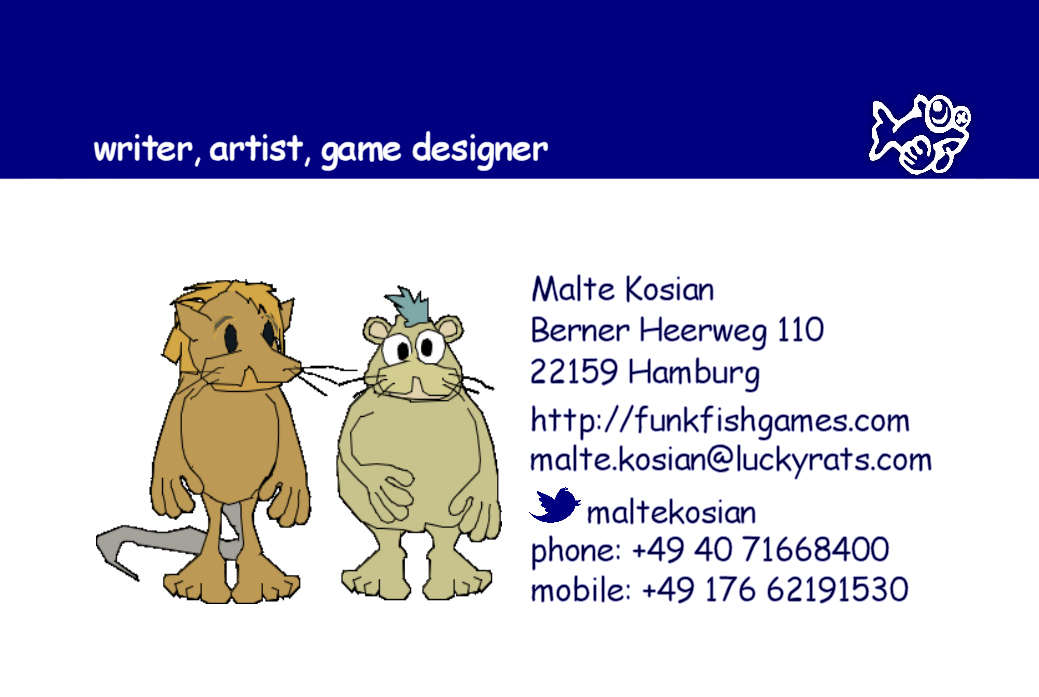 writer, artist, game designer
Malte Kosian
Berner Heerweg 110
22159 Hamburg
http://funkfishgames.com
malte.kosian@luckyrats.com
maltekosian
phone: +49 40 71668400
mobile: +49 176 62191530